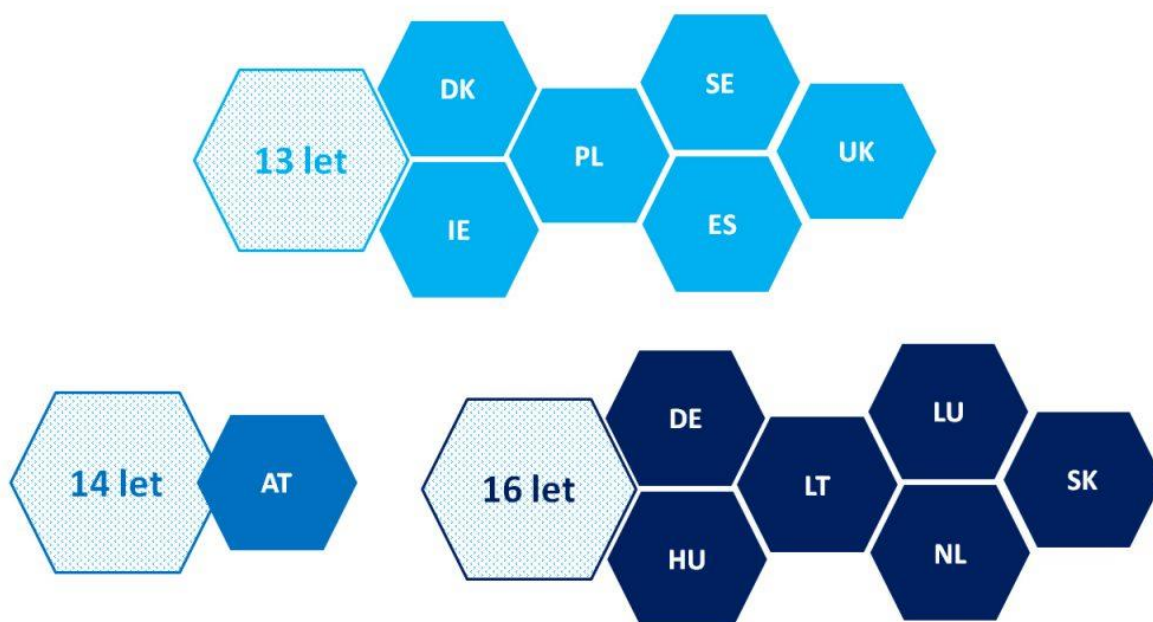 13 let
DK
IE
PL
SE
ES
UK
14 let
AT
16 let
DE
HU
LT
LU
NL
SK